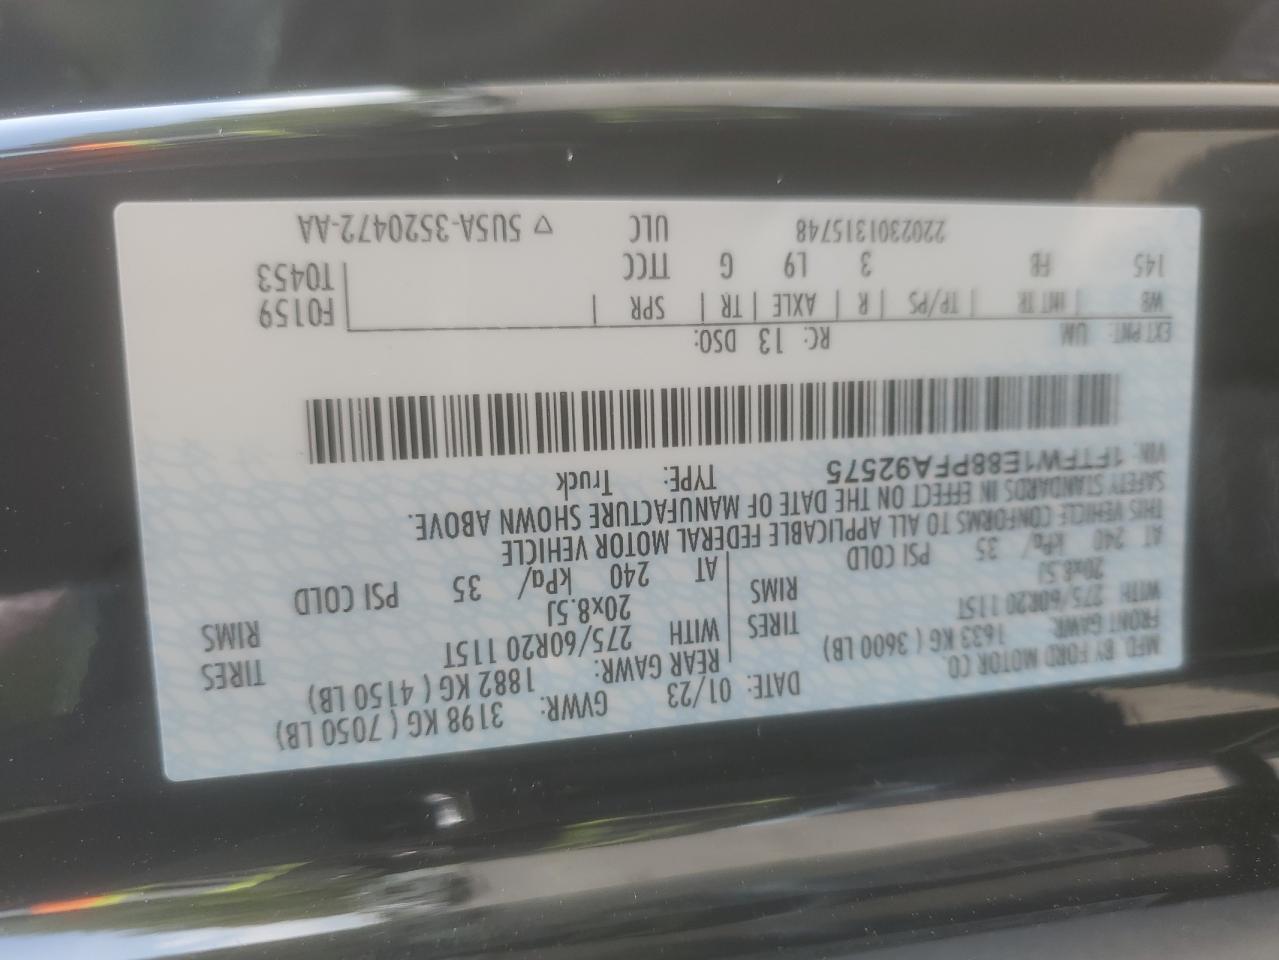 MFD. BY FORD MOTOR CO.
DATE: 01/23 GVWR: 3198 KG ( 7050 LB)
FRONT GAWR: 1633 KG ( 3600 LB) REAR GAWR: 1882 KG ( 4150 LB)
WITH 275/60R20 115T TIRES WITH 275/60R20 115T TIRES
20x8.5J RIMS 20x8.5J RIMS
AT 240 kPa/ 35 PSI COLD AT 240 kPa/ 35 PSI COLD
THIS VEHICLE CONFORMS TO ALL APPLICABLE FEDERAL MOTOR VEHICLE
SAFETY STANDARDS IN EFFECT ON THE DATE OF MANUFACTURE SHOWN ABOVE.
VIN: 1FTFW1E88PFA92575 TYPE: Truck
EXT PNT: UM RC: 13 DSO:
WB | INT TR | TP/PS | R | AXLE | TR | SPR | F0159
145 FB 3 L9 G TTCC T0453
2202301315748 ULC ▽ 5U5A-3520472-AA